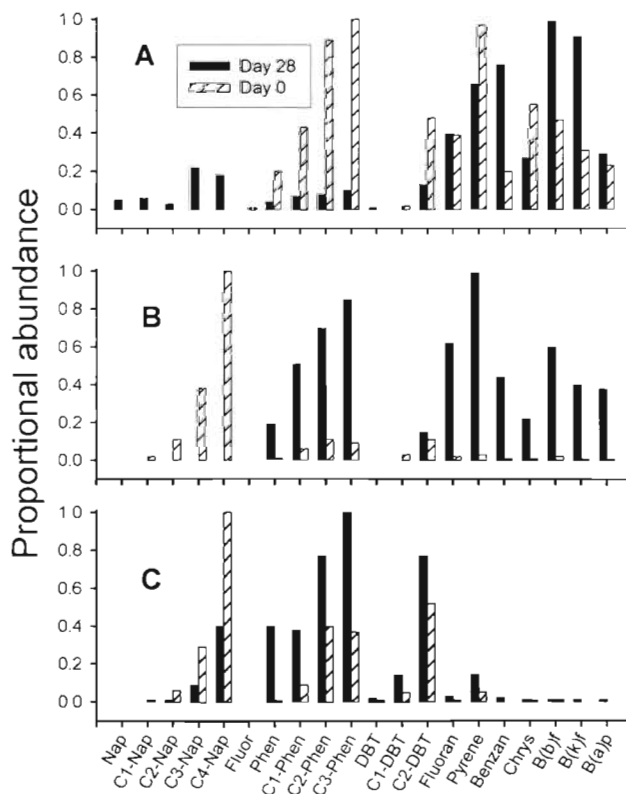 Proportional abundance
A
Day 28
Day 0
1.0
0.8
0.6
0.4
0.2
0.0
B
1.0
0.8
0.6
0.4
0.2
0.0
C
1.0
0.8
0.6
0.4
0.2
0.0
Nap
C1-Nap
C2-Nap
C3-Nap
C4-Nap
Fluor
Phen
C1-Phen
C2-Phen
C3-Phen
DBT
C1-DBT
C2-DBT
Fluoran
Pyrene
Benzan
Chrys
B(b)f
B(k)f
B(a)p